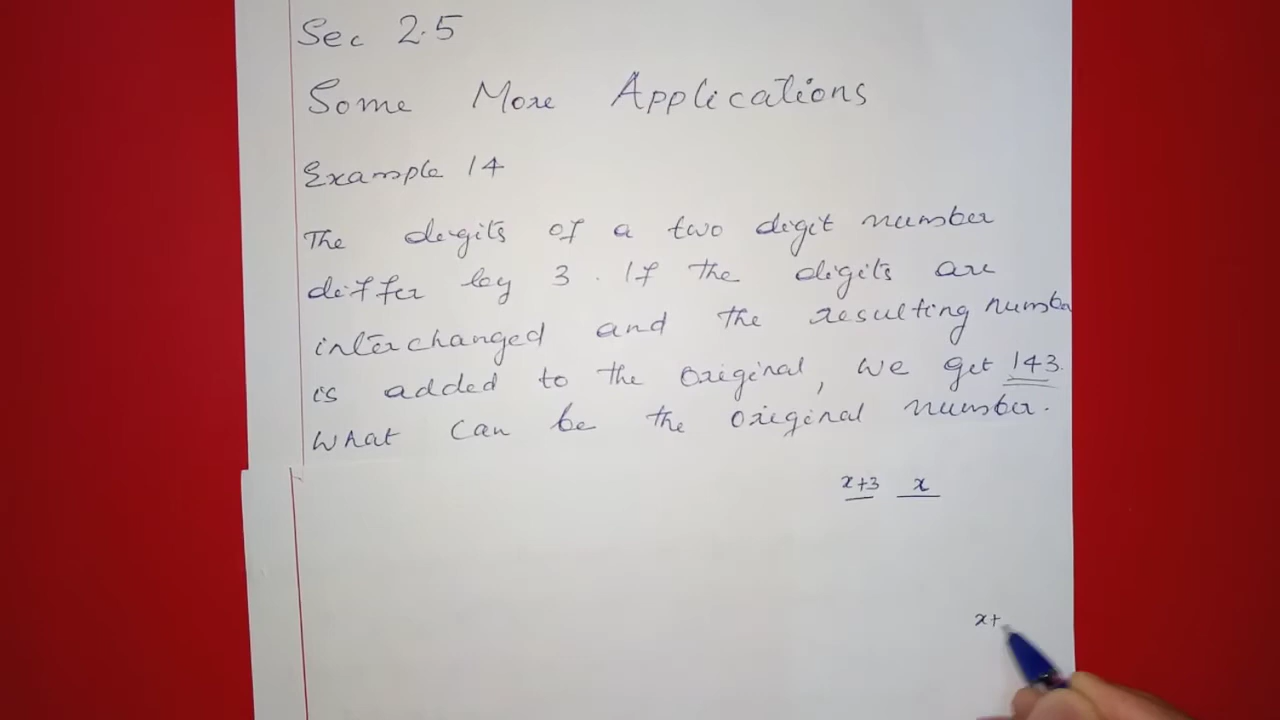 Sec 2.5
Some More Applications
Example 14
The digits of a two digit number
differ by 3. If the digits are
interchanged and the resulting number
is added to the original, we get 143.
What can be the original number.
x+3 x
x+